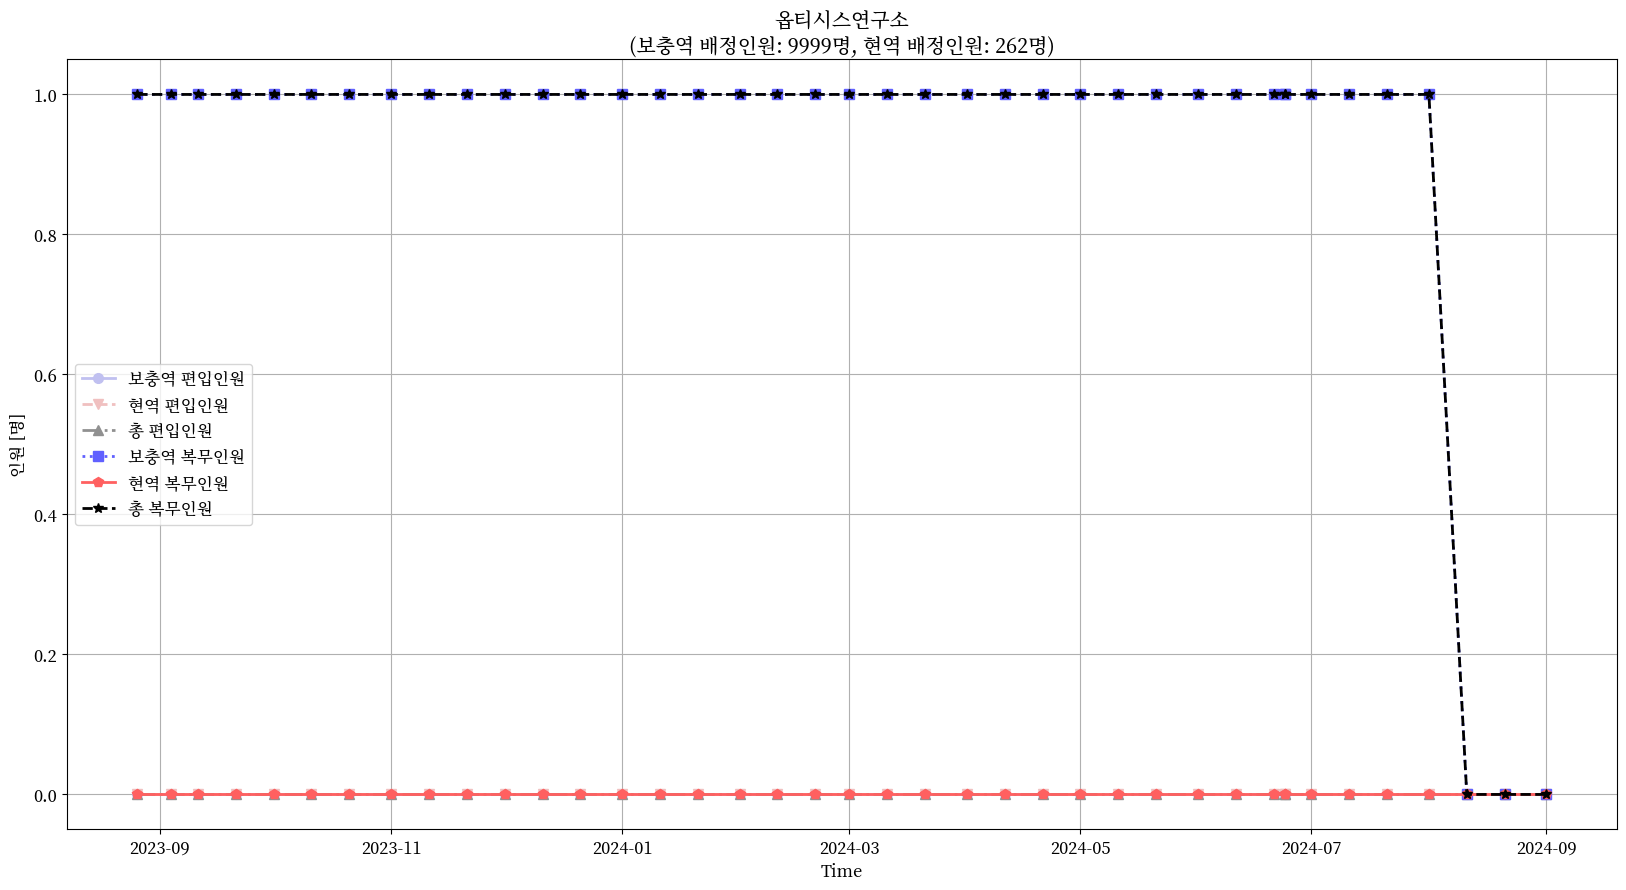 옵티시스연구소
(보충역 배정인원: 9999명, 현역 배정인원: 262명)
인원 [명]
1.0
0.8
0.6
0.4
0.2
0.0
보충역 편입인원
현역 편입인원
총 편입인원
보충역 복무인원
현역 복무인원
총 복무인원
2023-09 2023-11 2024-01 2024-03 2024-05 2024-07 2024-09
Time